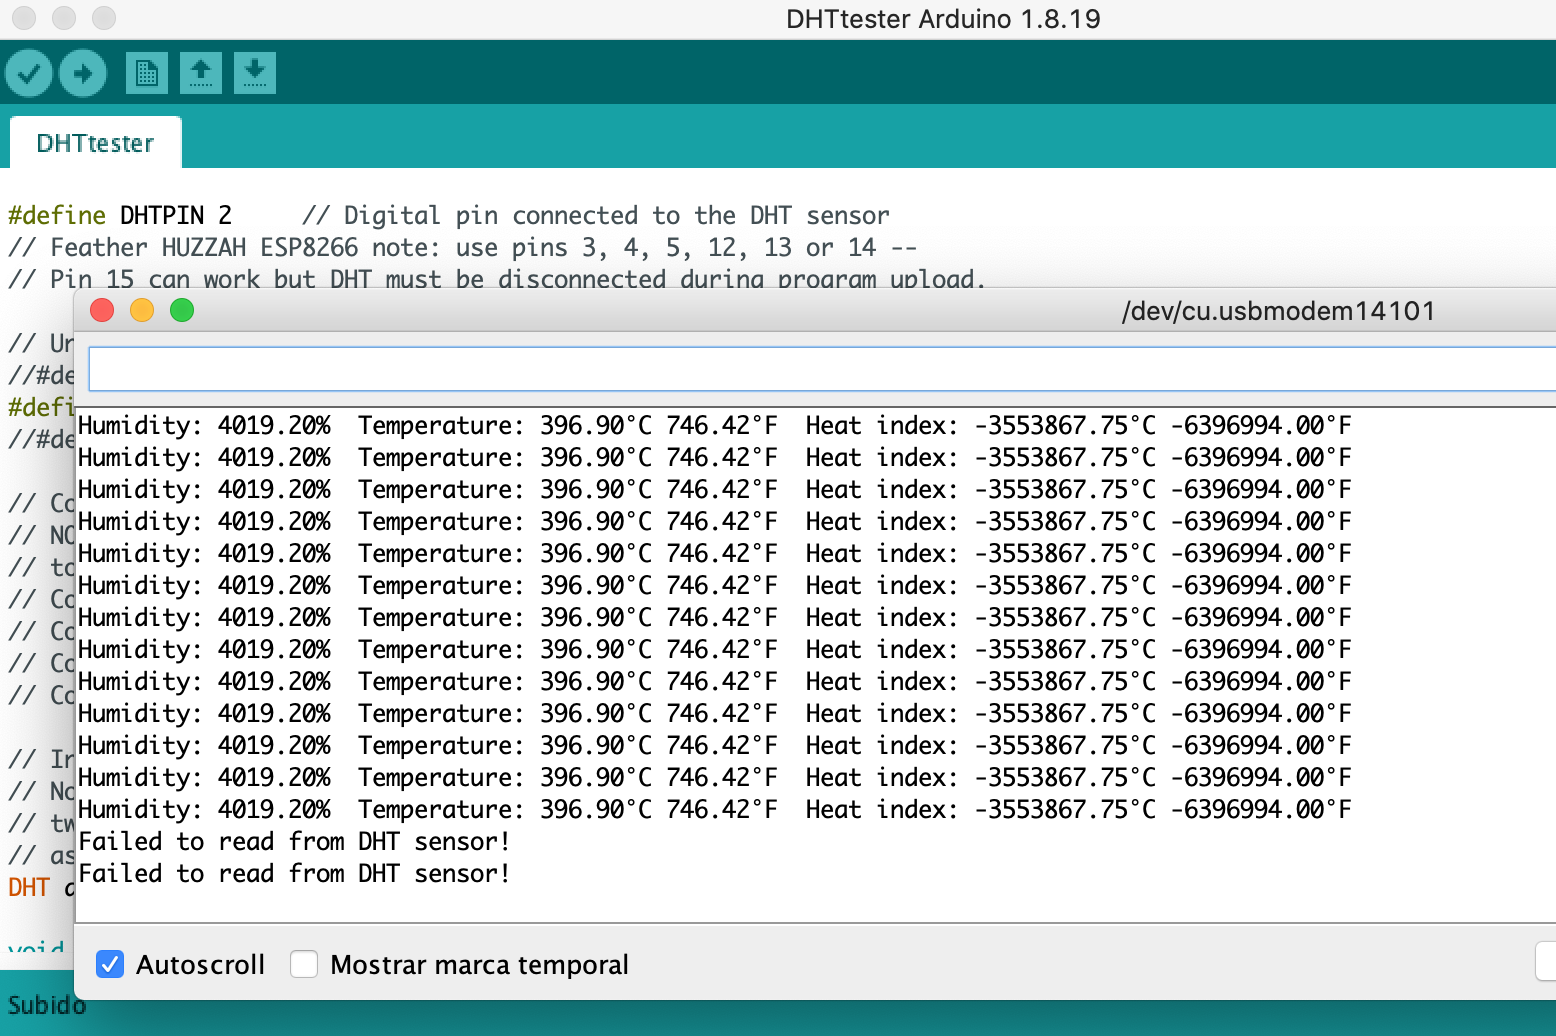 DHTtester Arduino 1.8.19
DHTtester
#define DHTPIN 2     // Digital pin connected to the DHT sensor
// Feather HUZZAH ESP8266 note: use pins 3, 4, 5, 12, 13 or 14 --
// Pin 15 can work but DHT must be disconnected during program upload.
/dev/cu.usbmodem14101
//
//#de
#defi
//#de
//
//
//
//
//
//
//
//
//
//
//
DHT
void
Humidity: 4019.20%  Temperature: 396.90°C 746.42°F  Heat index: -3553867.75°C -6396994.00°F
Humidity: 4019.20%  Temperature: 396.90°C 746.42°F  Heat index: -3553867.75°C -6396994.00°F
Humidity: 4019.20%  Temperature: 396.90°C 746.42°F  Heat index: -3553867.75°C -6396994.00°F
Humidity: 4019.20%  Temperature: 396.90°C 746.42°F  Heat index: -3553867.75°C -6396994.00°F
Humidity: 4019.20%  Temperature: 396.90°C 746.42°F  Heat index: -3553867.75°C -6396994.00°F
Humidity: 4019.20%  Temperature: 396.90°C 746.42°F  Heat index: -3553867.75°C -6396994.00°F
Humidity: 4019.20%  Temperature: 396.90°C 746.42°F  Heat index: -3553867.75°C -6396994.00°F
Humidity: 4019.20%  Temperature: 396.90°C 746.42°F  Heat index: -3553867.75°C -6396994.00°F
Humidity: 4019.20%  Temperature: 396.90°C 746.42°F  Heat index: -3553867.75°C -6396994.00°F
Humidity: 4019.20%  Temperature: 396.90°C 746.42°F  Heat index: -3553867.75°C -6396994.00°F
Humidity: 4019.20%  Temperature: 396.90°C 746.42°F  Heat index: -3553867.75°C -6396994.00°F
Humidity: 4019.20%  Temperature: 396.90°C 746.42°F  Heat index: -3553867.75°C -6396994.00°F
Humidity: 4019.20%  Temperature: 396.90°C 746.42°F  Heat index: -3553867.75°C -6396994.00°F
Failed to read from DHT sensor!
Failed to read from DHT sensor!
Autoscroll
Mostrar marca temporal
Subido